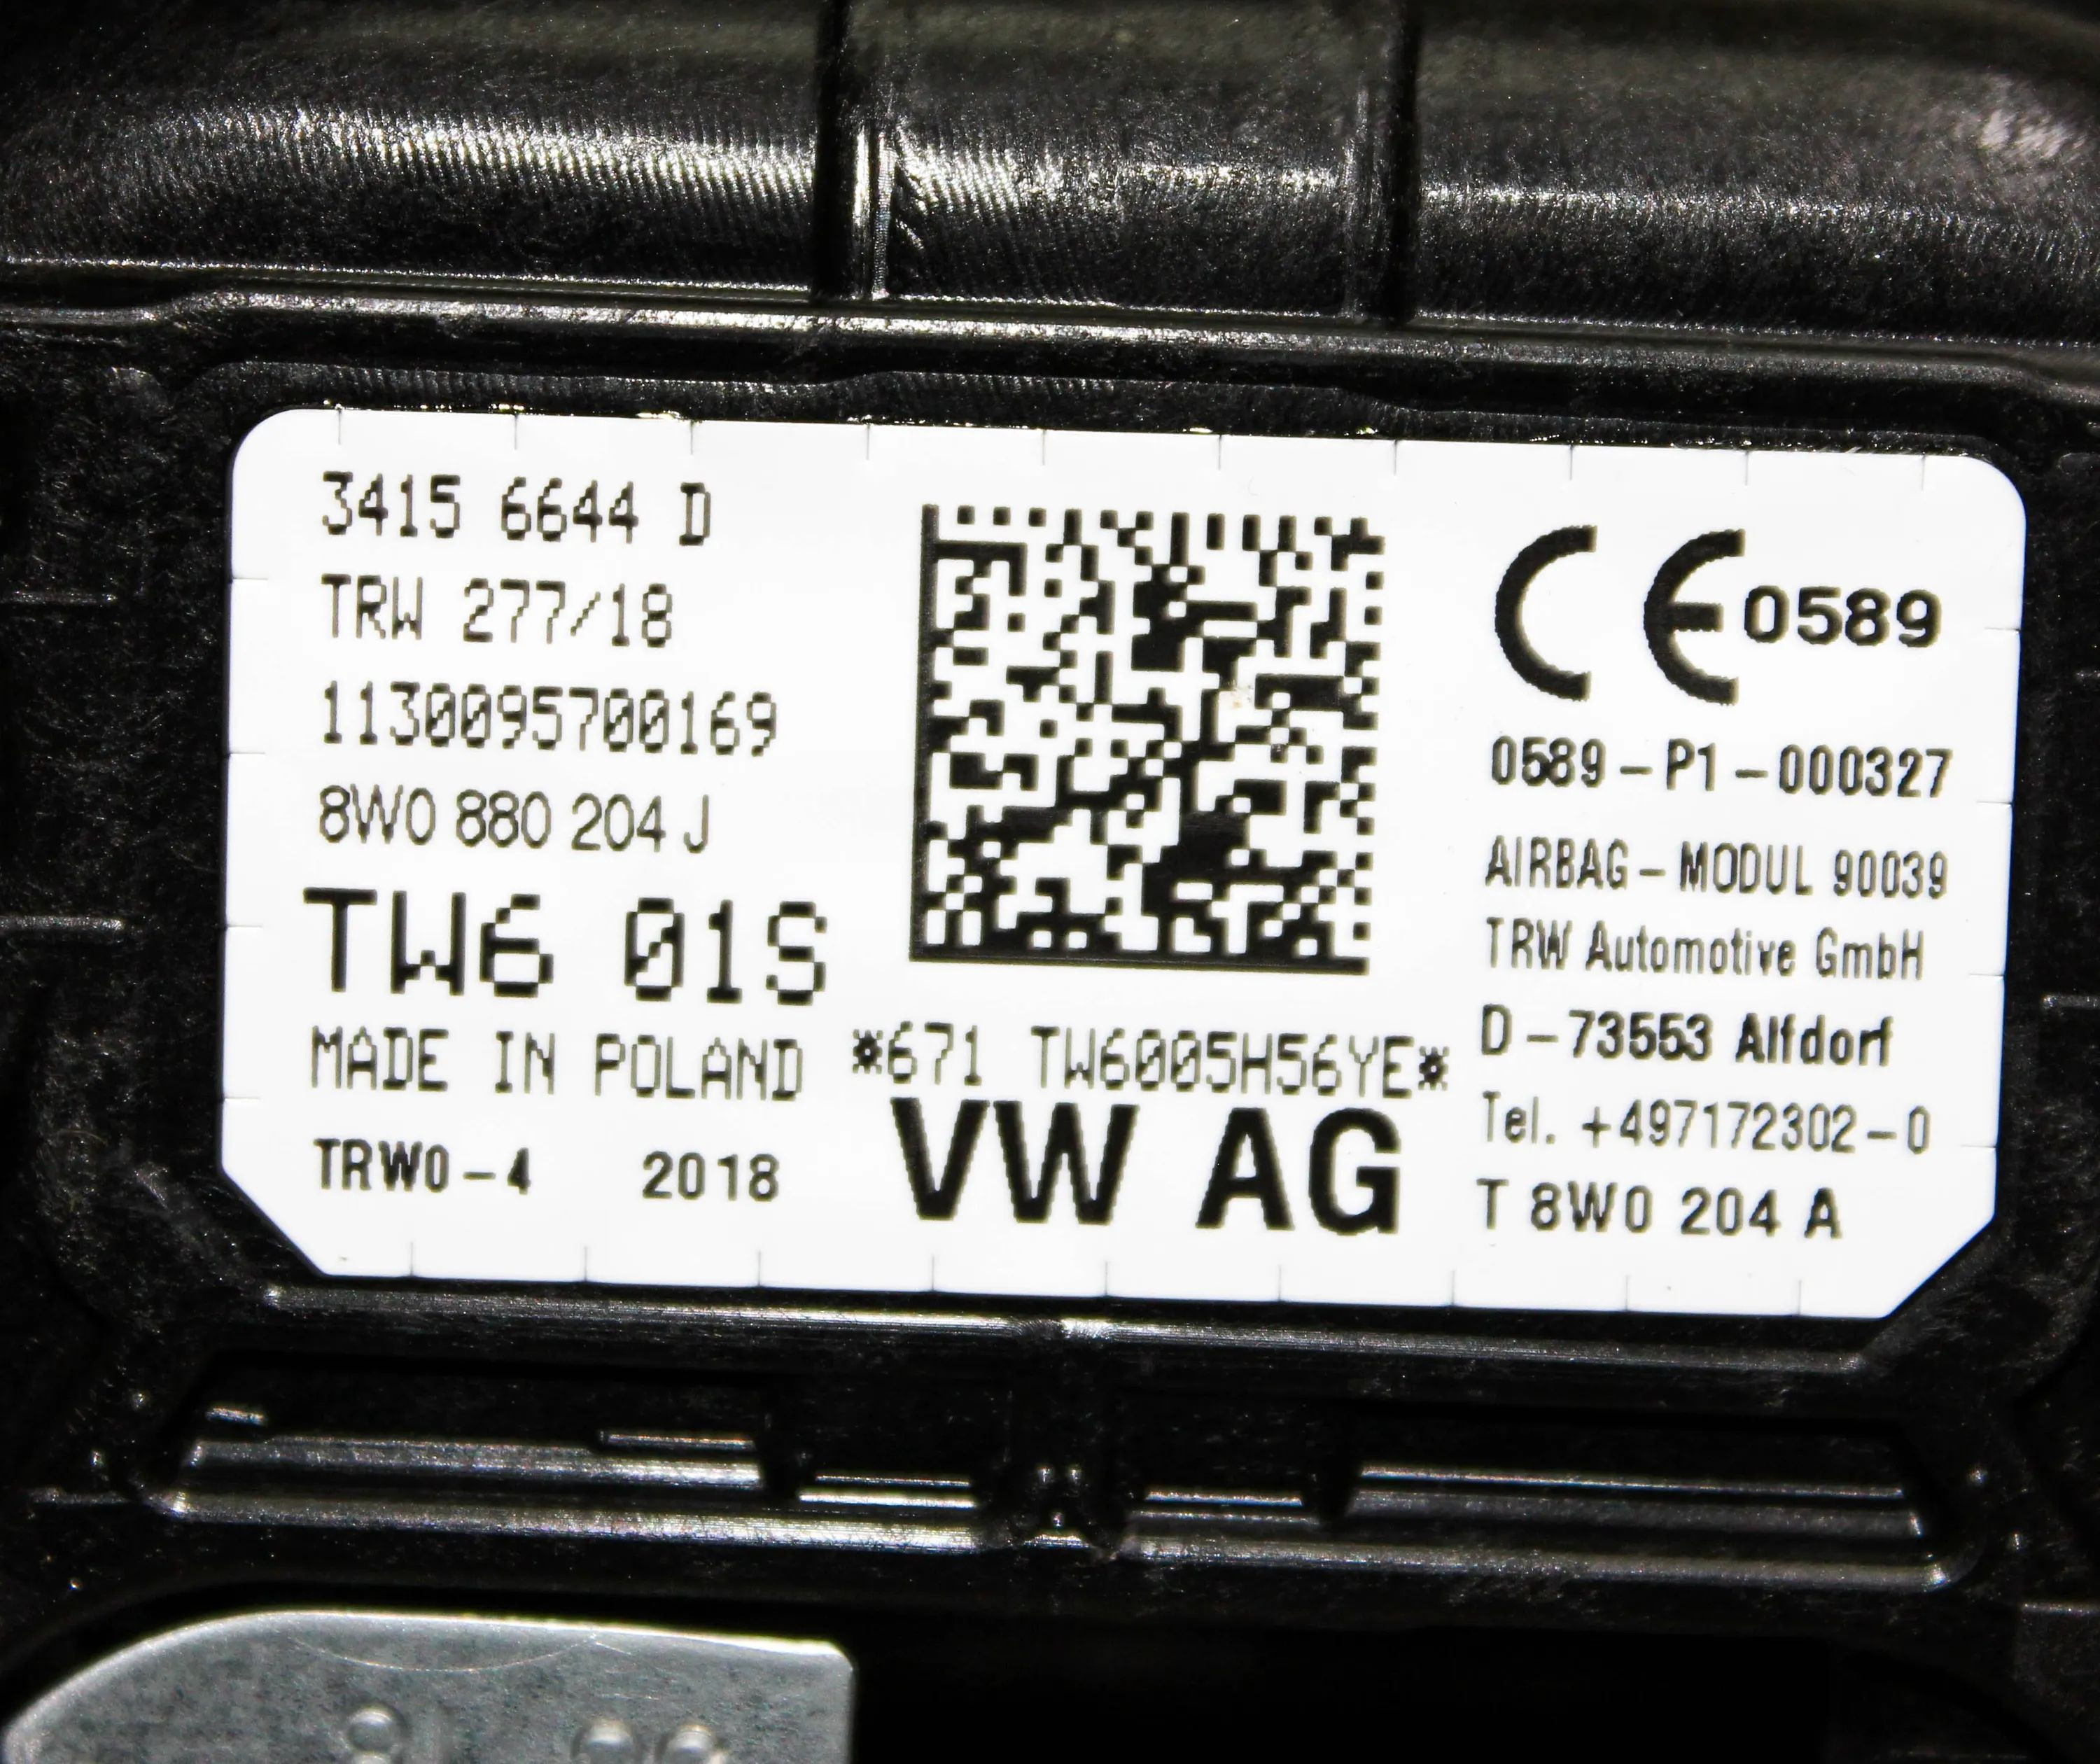 3415 6644 D
TRW 277/18
1130095700169
8W0 880 204 J
TW6 01S
MADE IN POLAND
TRW0-4 2018
*671 TW6005H56YE*
VW AG
CE 0589
0589-P1-000327
AIRBAG-MODUL 90039
TRW Automotive GmbH
D-73553 Alfdorf
Tel. +497172302-0
T 8W0 204 A